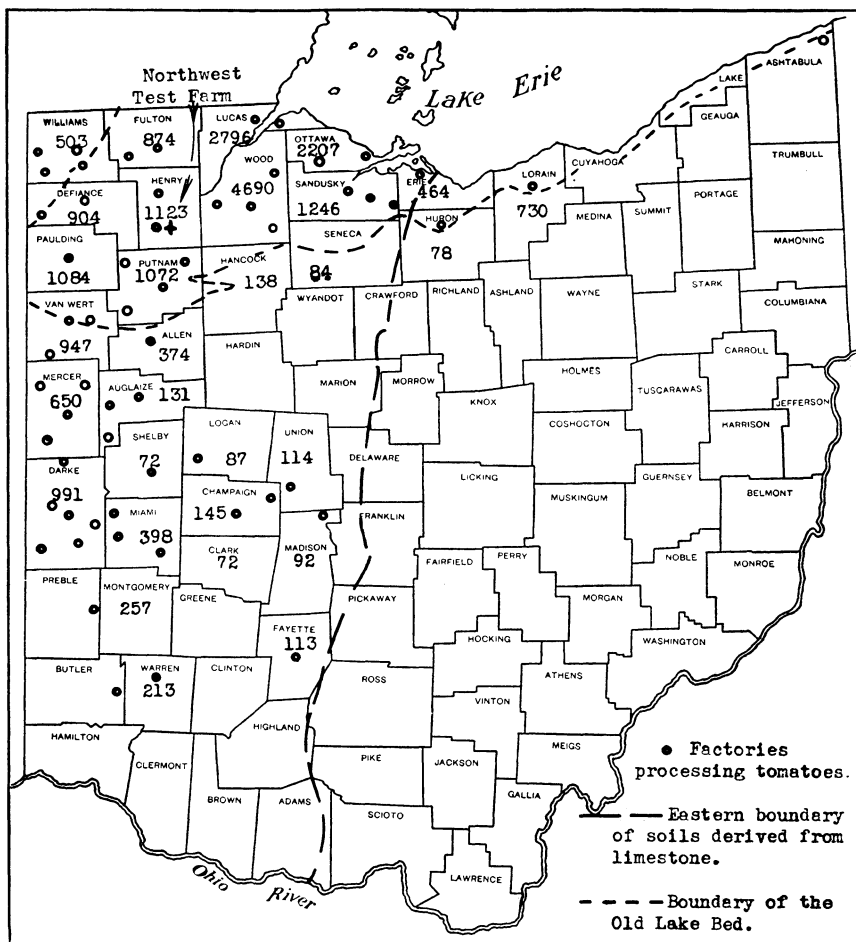 Northwest
Test Farm
Lake Erie
ASHTABULA
LAKE
GEAUGA
WILLIAMS
503
FULTON
874
LUCAS
2796
OTTAWA
2207
CUYAHOGA
TRUMBULL
WOOD
4690
SANDUSKY
1246
ERIE
464
LORAIN
730
DEFIANCE
904
HENRY
1123
HURON
78
MEDINA
SUMMIT
PORTAGE
PAULDING
1084
PUTNAM
1072
HANCOCK
138
SENECA
84
MAHONING
VAN WERT
947
ALLEN
374
WYANDOT
CRAWFORD
RICHLAND
ASHLAND
WAYNE
STARK
COLUMBIANA
HARDIN
MERCER
650
AUGLAIZE
131
MARION
MORROW
KNOX
HOLMES
TUSCARAWAS
CARROLL
JEFFERSON
SHELBY
72
LOGAN
87
UNION
114
DELAWARE
COSHOCTON
HARRISON
DARKE
991
MIAMI
398
CHAMPAIGN
145
LICKING
MUSKINGUM
GUERNSEY
BELMONT
CLARK
72
MADISON
92
FRANKLIN
FAIRFIELD
PERRY
NOBLE
MONROE
PREBLE
MONTGOMERY
257
GREENE
PICKAWAY
MORGAN
FAYETTE
113
HOCKING
WASHINGTON
BUTLER
WARREN
213
CLINTON
ROSS
ATHENS
VINTON
HAMILTON
CLERMONT
HIGHLAND
PIKE
JACKSON
MEIGS
BROWN
ADAMS
SCIOTO
GALLIA
LAWRENCE
Ohio River
Factories
processing tomatoes.
Eastern boundary
of soils derived from
limestone.
Boundary of the
Old Lake Bed.